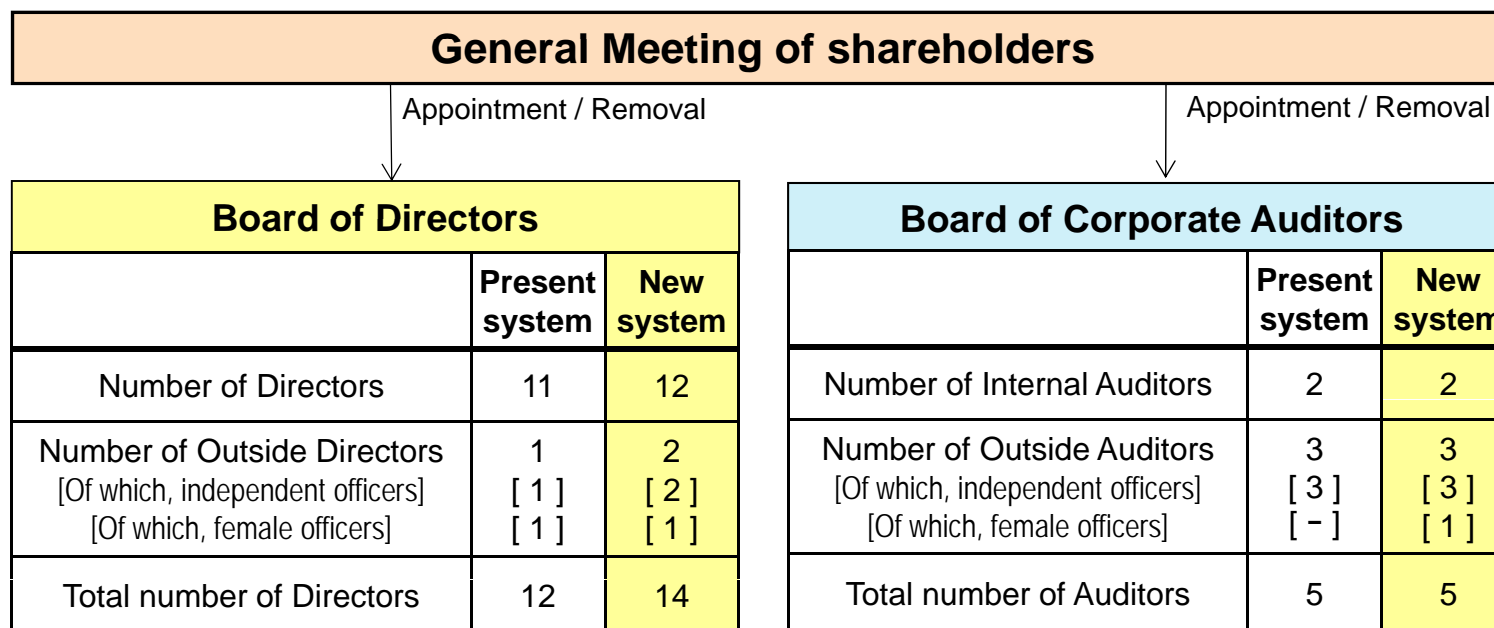 General Meeting of shareholders
Appointment / Removal
Appointment / Removal
Board of Directors
Present system
New system
Number of Directors 11 12
Number of Outside Directors 1 2
[Of which, independent officers] [ 1 ] [ 2 ]
[Of which, female officers] [ 1 ] [ 1 ]
Total number of Directors 12 14
Board of Corporate Auditors
Present system
New system
Number of Internal Auditors 2 2
Number of Outside Auditors 3 3
[Of which, independent officers] [ 3 ] [ 3 ]
[Of which, female officers] [ - ] [ 1 ]
Total number of Auditors 5 5